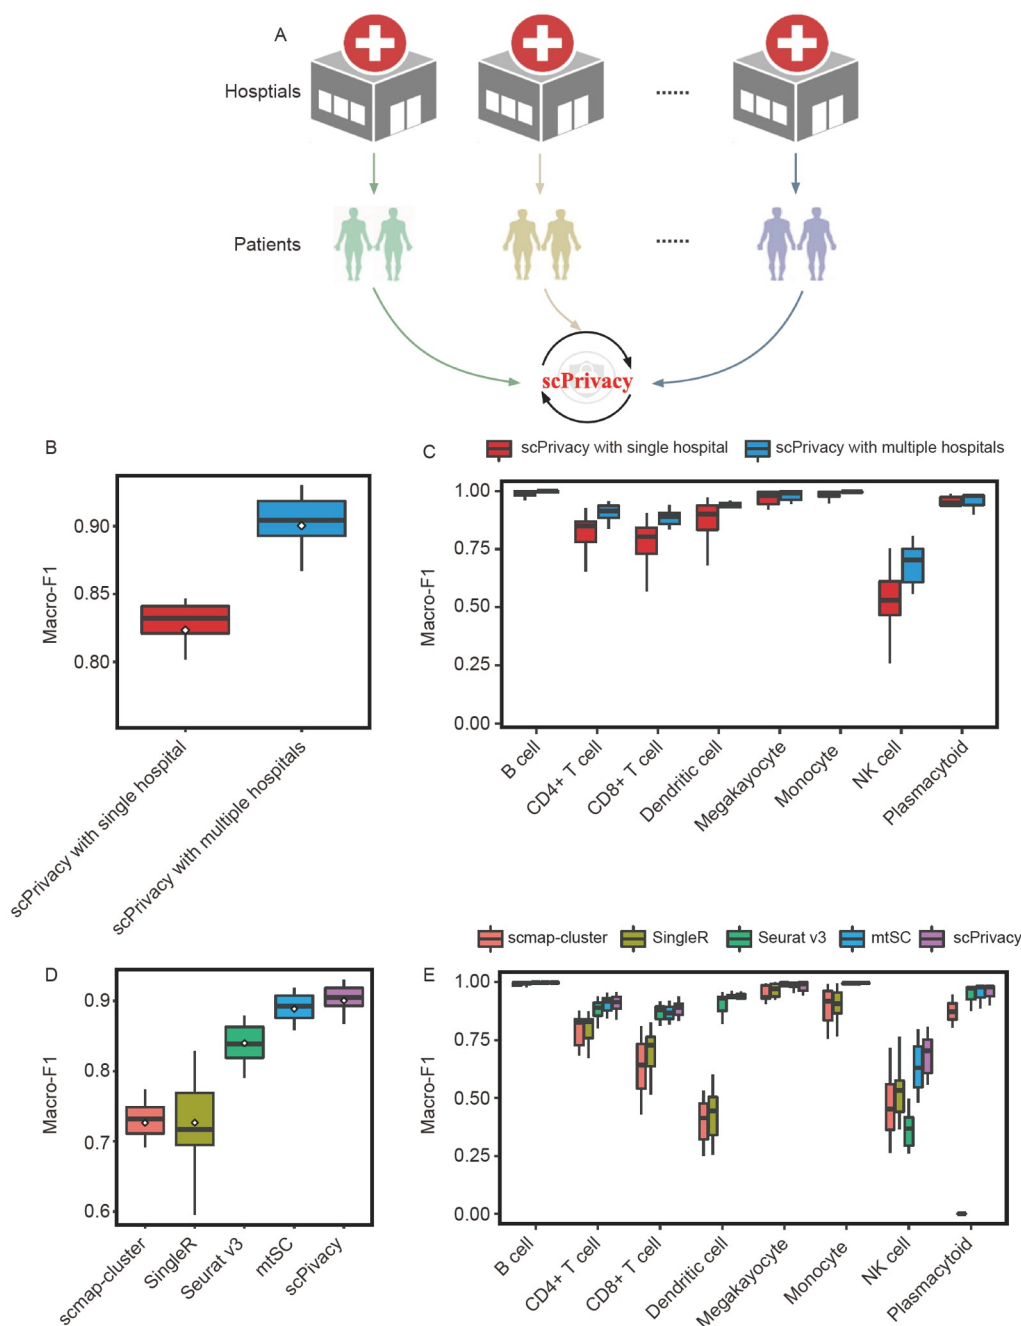 A
Hosptials
......
Patients
......
scPrivacy
B
Macro-F1
0.90
0.85
0.80
scPrivacy with single hospital
scPrivacy with multiple hospitals
C
scPrivacy with single hospital
scPrivacy with multiple hospitals
Macro-F1
1.00
0.75
0.50
0.25
0.00
B cell
CD4+ T cell
CD8+ T cell
Dendritic cell
Megakayocyte
Monocyte
NK cell
Plasmacytoid
D
Macro-F1
0.9
0.8
0.7
0.6
scmap-cluster
SingleR
Seurat v3
mtSC
scPivacy
E
scmap-cluster
SingleR
Seurat v3
mtSC
scPrivacy
Macro-F1
1.00
0.75
0.50
0.25
0.00
B cell
CD4+ T cell
CD8+ T cell
Dendritic cell
Megakayocyte
Monocyte
NK cell
Plasmacytoid